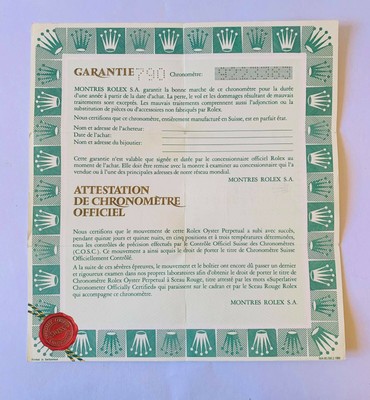 GARANTIE 790 Chronomètre:
MONTRES ROLEX S.A. garantit la bonne marche de ce chronomètre pour la durée
d'une année à partir de la date d'achat. La perte, le vol et les dommages résultant de mauvais
traitements sont exceptés. Les mauvais traitements comprennent aussi l'adjonction ou la
substitution de pièces ou d'accessoires non fabriqués par Rolex.
Nous certifions que ce chronomètre, entièrement manufacturé en Suisse, est en parfait état.
Nom et adresse de l'acheteur:
Date de l'achat:
Nom et adresse du bijoutier:
Cette garantie n'est valable que signée et datée par le concessionnaire officiel Rolex
au moment de l'achat. Elle doit être remise avec la montre à examiner au concessionnaire qui l'a
vendue ou à l'une des principales adresses de notre réseau mondial.
MONTRES ROLEX S.A.
ATTESTATION
DE CHRONOMÈTRE
OFFICIEL
Nous certifions que le mouvement de cette Rolex Oyster Perpetual a subi avec succès,
pendant quinze jours et quinze nuits, en cinq positions et à trois températures déterminées,
tous les contrôles de précision effectués par le Contrôle Officiel Suisse des Chronomètres
(C.O.S.C.). Ce mouvement a ainsi acquis le droit de porter le titre de Chronomètre Suisse
Officiellement Contrôlé.
A la suite de ces sévères épreuves, le mouvement et le boîtier ont encore dû passer un dernier
et rigoureux examen dans nos propres laboratoires afin d'obtenir le droit de porter le titre de
Chronomètre Rolex Oyster Perpetual à Sceau Rouge, titre attesté par les mots «Superlative
Chronometer Officially Certified» qui paraissent sur le cadran et par le Sceau Rouge Rolex
qui accompagne ce chronomètre.
MONTRES ROLEX S.A.
Printed in Switzerland